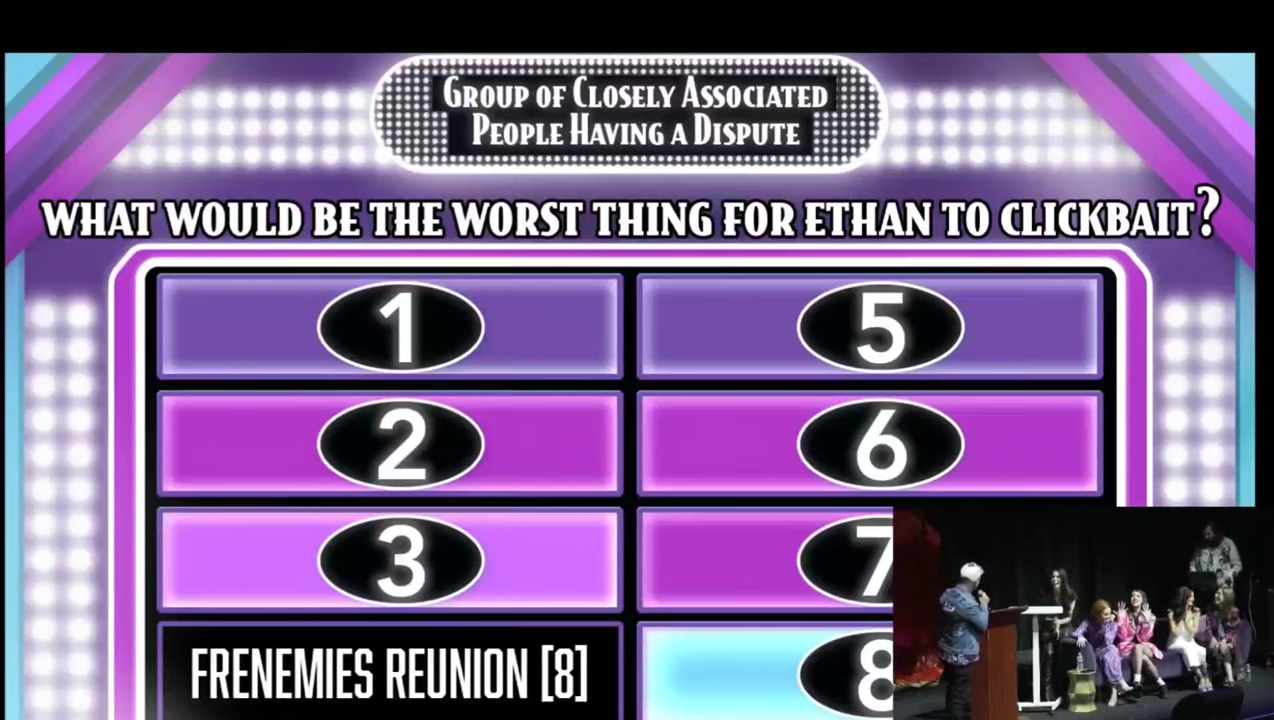 GROUP OF CLOSELY ASSOCIATED
PEOPLE HAVING A DISPUTE
WHAT WOULD BE THE WORST THING FOR ETHAN TO CLICKBAIT?
1
5
2
6
3
7
FRENEMIES REUNION [8]
8